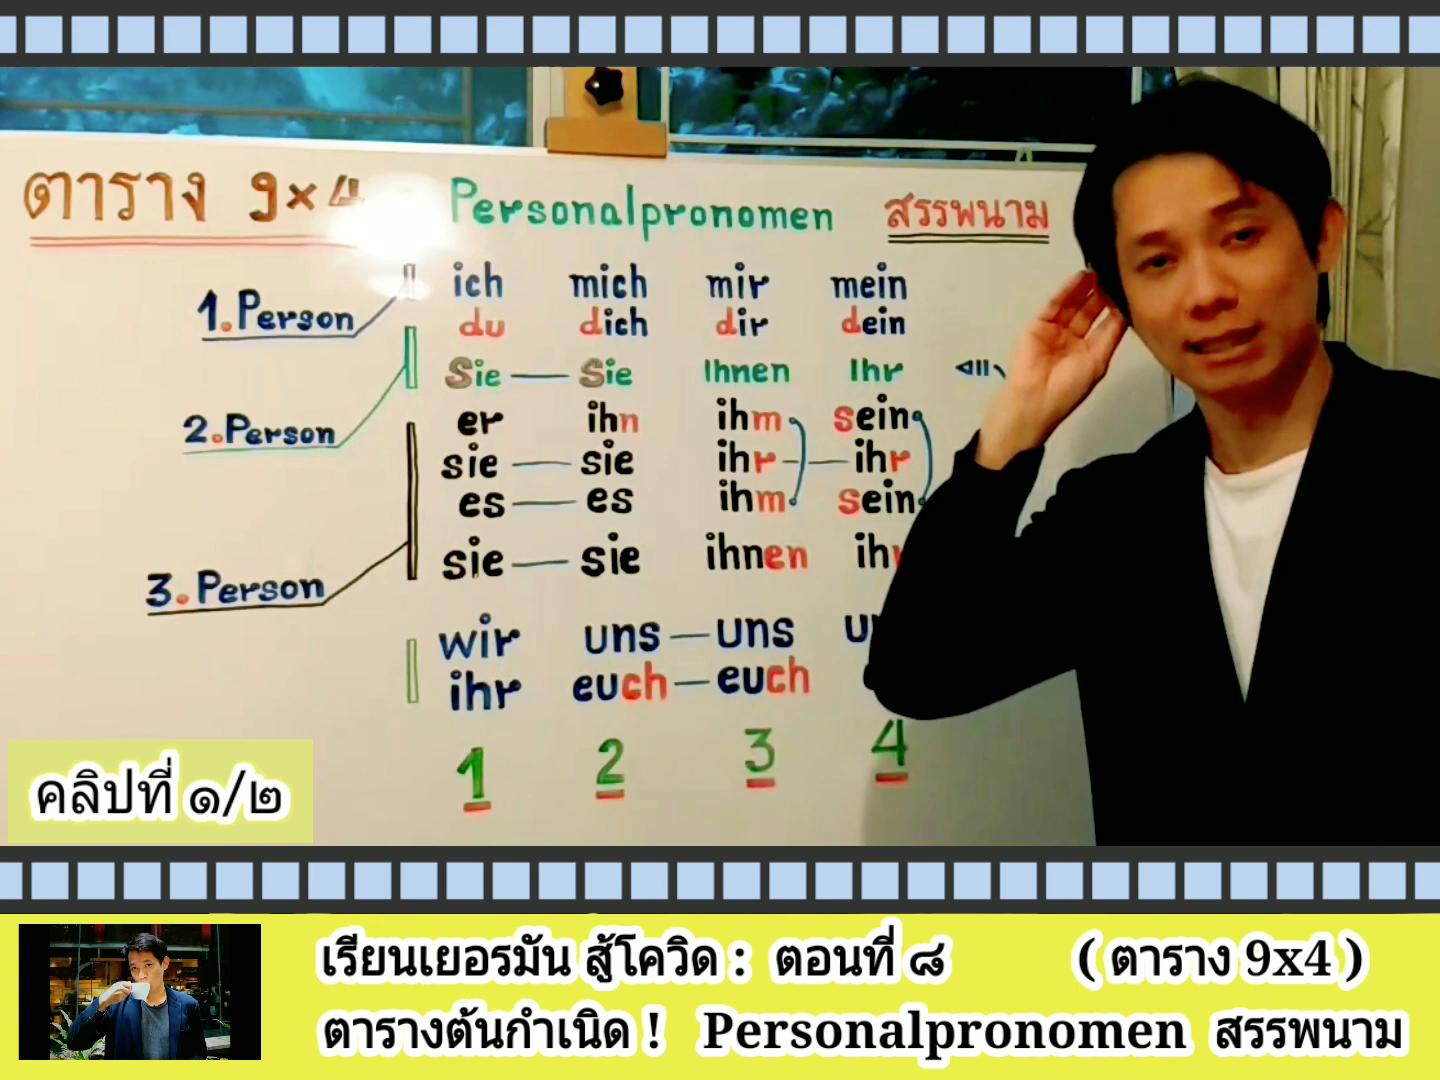 ตาราง 9×4 Personalpronomen สรรพนาม
1. Person
2. Person
3. Person
ich mich mir mein
du dich dir dein
Sie — Sie Ihnen Ihr
er ihn ihm sein
sie — sie ihr — ihr
es — es ihm sein
sie — sie ihnen
wir uns — uns
ihr euch — euch
1 2 3 4
คลิปที่ ๑/๒
เรียนเยอรมัน สู้โควิด : ตอนที่ ๘ ( ตาราง 9x4 )
ตารางต้นกำเนิด ! Personalpronomen สรรพนาม